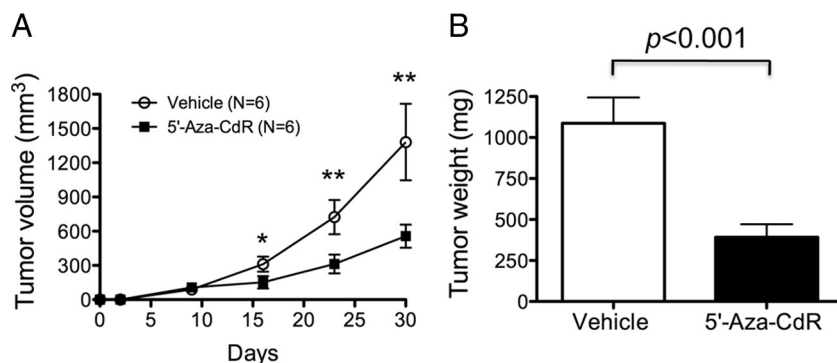 A
Tumor volume (mm³)
1800
1500
1200
900
600
300
0
Vehicle (N=6)
5'-Aza-CdR (N=6)
*
**
**
0 5 10 15 20 25 30
Days
B
p<0.001
Tumor weight (mg)
1250
1000
750
500
250
0
Vehicle 5'-Aza-CdR